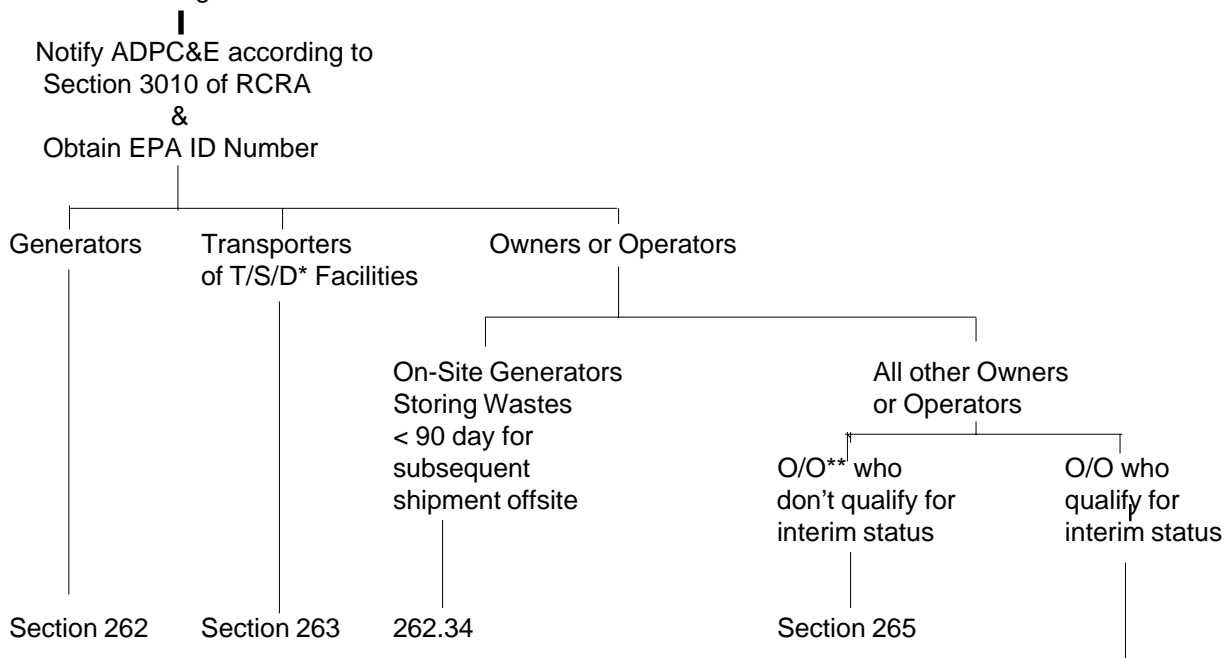 Notify ADPC&E according to
Section 3010 of RCRA
&
Obtain EPA ID Number
Generators
Transporters
of T/S/D* Facilities
Owners or Operators
On-Site Generators
Storing Wastes
< 90 day for
subsequent
shipment offsite
All other Owners
or Operators
O/O** who
don't qualify for
interim status
O/O who
qualify for
interim status
Section 262
Section 263
262.34
Section 265